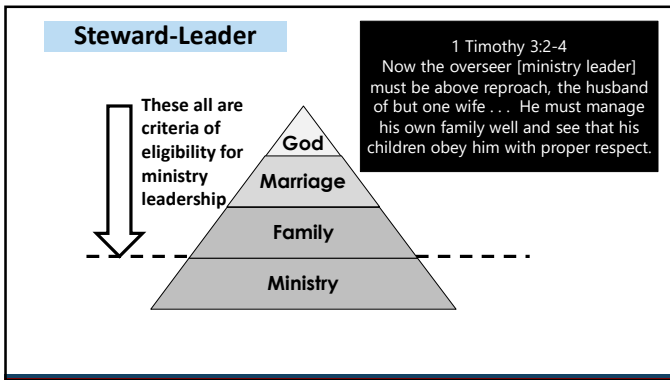 Steward-Leader
1 Timothy 3:2-4
Now the overseer [ministry leader]
must be above reproach, the husband
of but one wife . . .  He must manage
his own family well and see that his
children obey him with proper respect.
These all are
criteria of
eligibility for
ministry
leadership
God
Marriage
Family
Ministry